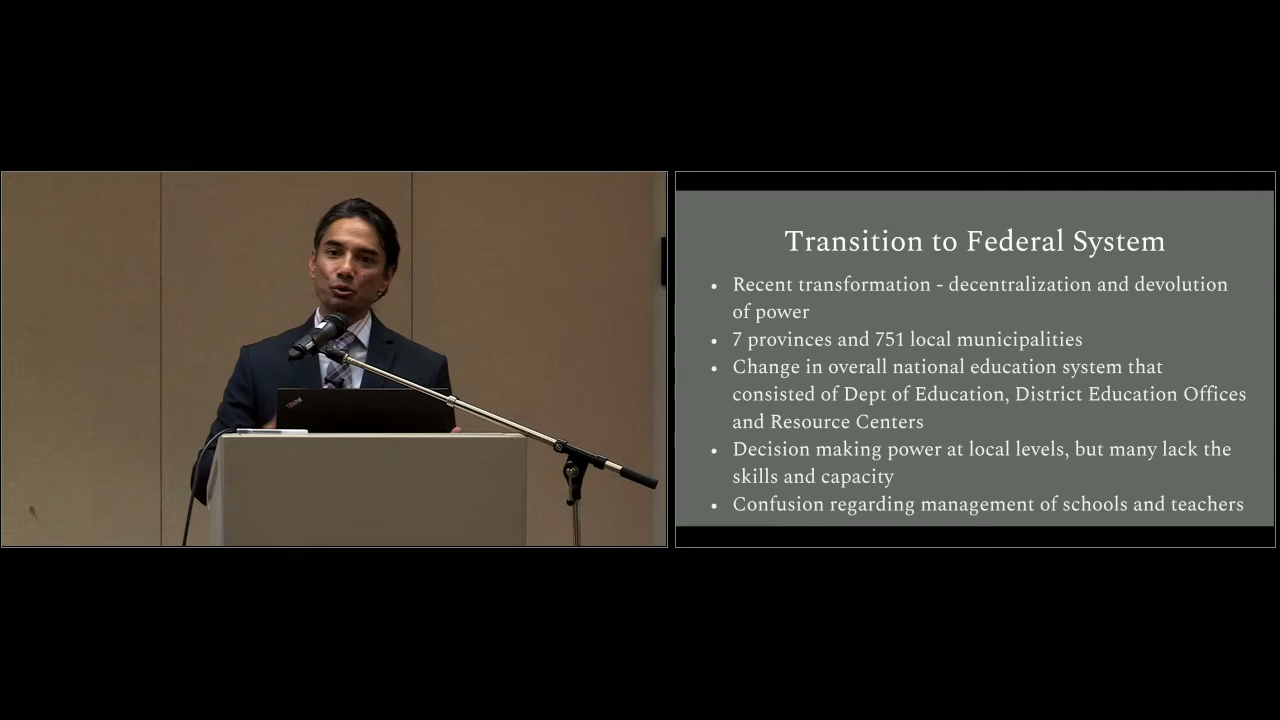 ThinkPad
Transition to Federal System
• Recent transformation - decentralization and devolution
of power
• 7 provinces and 751 local municipalities
• Change in overall national education system that
consisted of Dept of Education, District Education Offices
and Resource Centers
• Decision making power at local levels, but many lack the
skills and capacity
• Confusion regarding management of schools and teachers